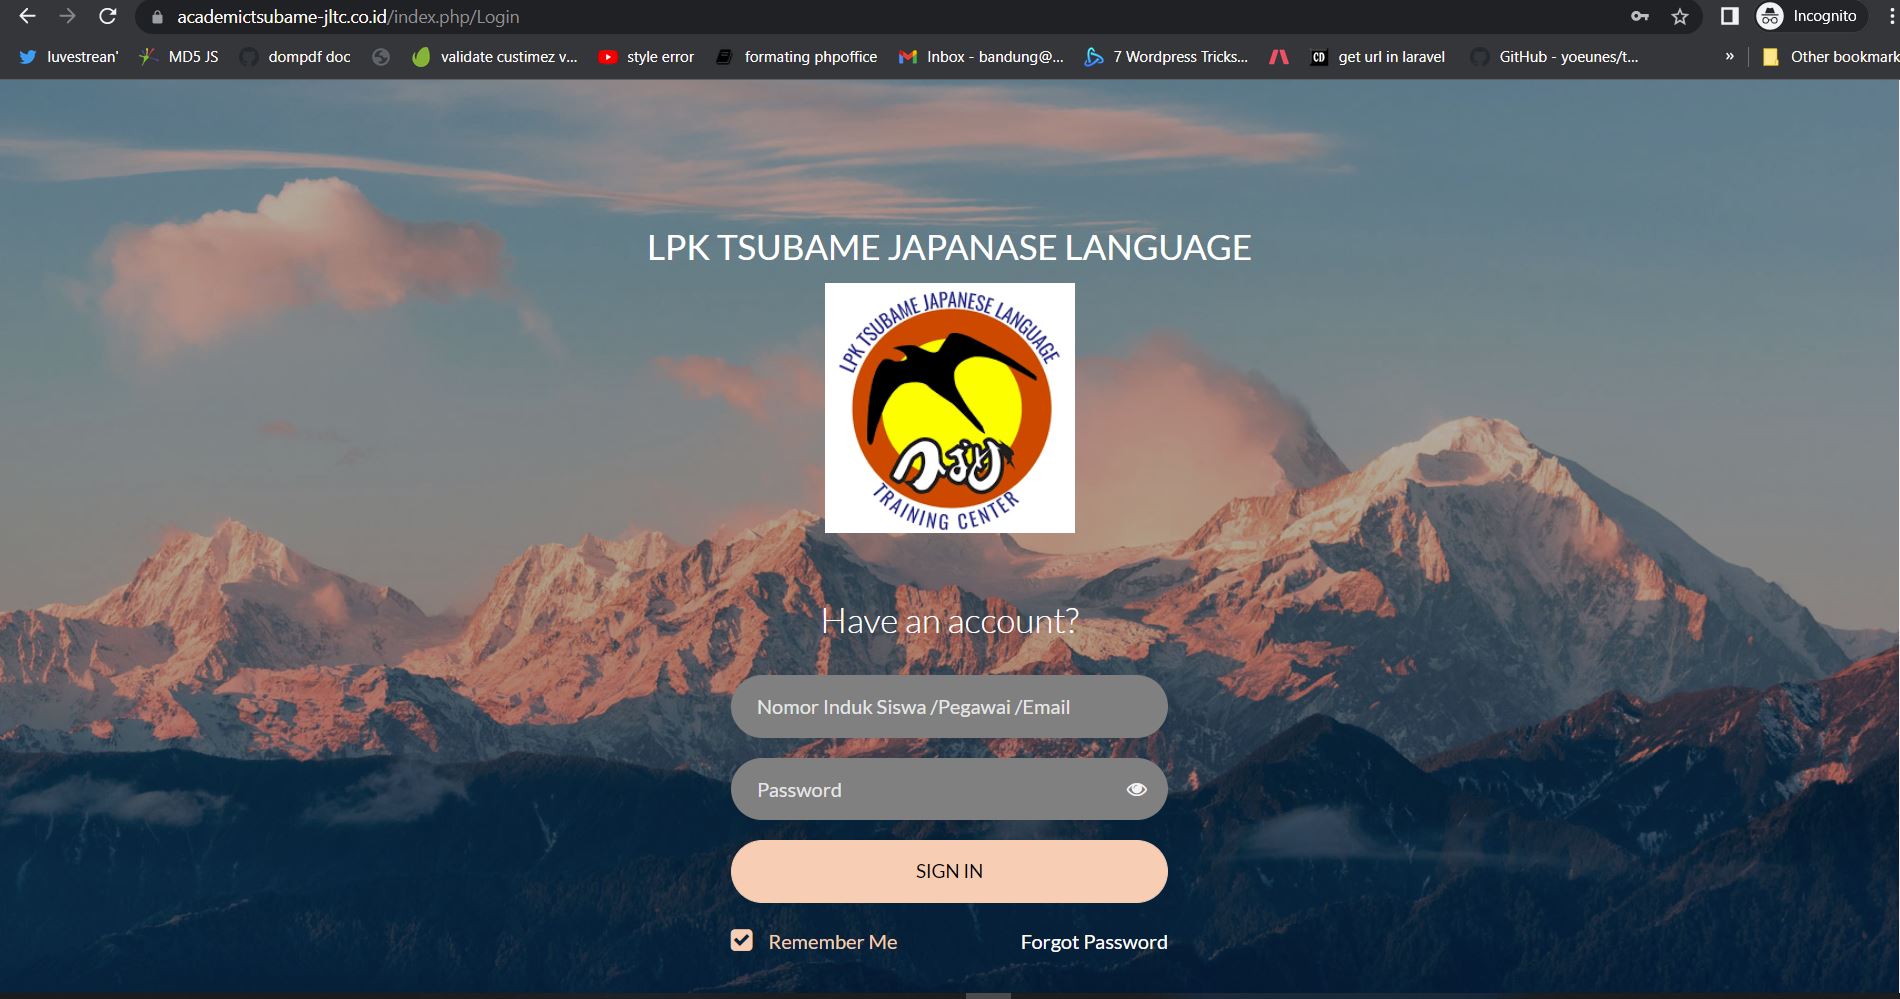 academictsubame-jltc.co.id/index.php/Login
Incognito
luvestrean'
MD5 JS
dompdf doc
validate custimez v...
style error
formating phpoffice
Inbox - bandung@...
7 Wordpress Tricks...
CD
get url in laravel
GitHub - yoeunes/t...
»
Other bookmark
LPK TSUBAME JAPANASE LANGUAGE
LPK TSUBAME JAPANESE LANGUAGE
TRAINING CENTER
Have an account?
Nomor Induk Siswa /Pegawai /Email
Password
SIGN IN
Remember Me
Forgot Password